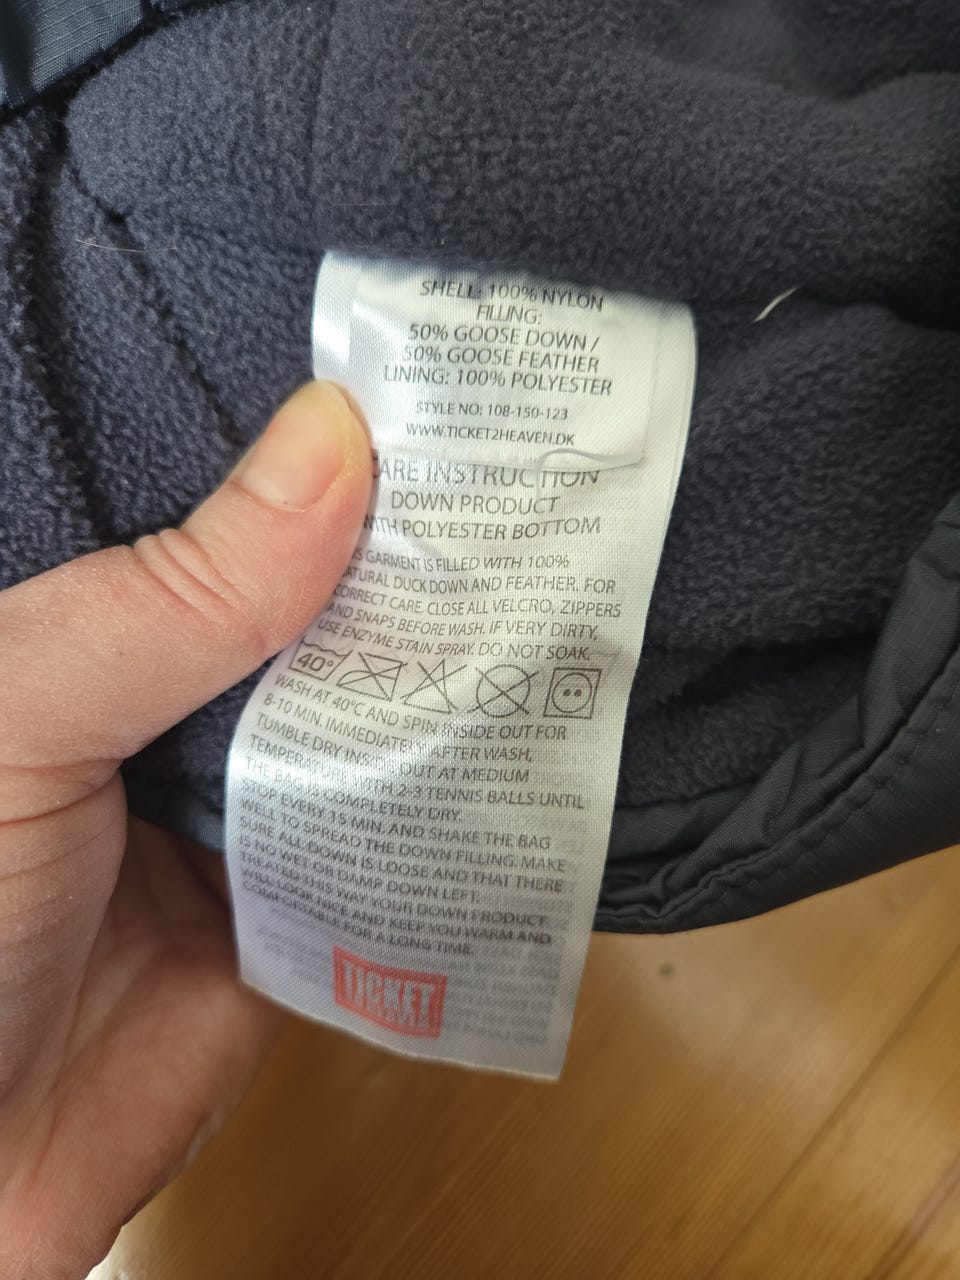 SHELL: 100% NYLON
FILLING:
50% GOOSE DOWN /
50% GOOSE FEATHER
LINING: 100% POLYESTER
STYLE NO: 108-150-123
WWW.TICKET2HEAVEN.DK
ARE INSTRUCTION
DOWN PRODUCT
WITH POLYESTER BOTTOM
IS GARMENT IS FILLED WITH 100%
ATURAL DUCK DOWN AND FEATHER. FOR
CORRECT CARE, CLOSE ALL VELCRO, ZIPPERS
AND SNAPS BEFORE WASH. IF VERY DIRTY,
USE ENZYME STAIN SPRAY. DO NOT SOAK.
40°
WASH AT 40°C AND SPIN INSIDE OUT FOR
8-10 MIN. IMMEDIATELY AFTER WASH,
TUMBLE DRY INSIDE OUT AT MEDIUM
TEMPERATURE WITH 2-3 TENNIS BALLS UNTIL
THE BAG IS COMPLETELY DRY.
STOP EVERY 15 MIN. AND SHAKE THE BAG
WELL TO SPREAD THE DOWN FILLING. MAKE
SURE ALL DOWN IS LOOSE AND THAT THERE
IS NO WET OR DAMP DOWN LEFT.
TREATED THIS WAY YOUR DOWN PRODUCT
WILL LOOK NICE AND KEEP YOU WARM AND
COMFORTABLE FOR A LONG TIME.
TICKET